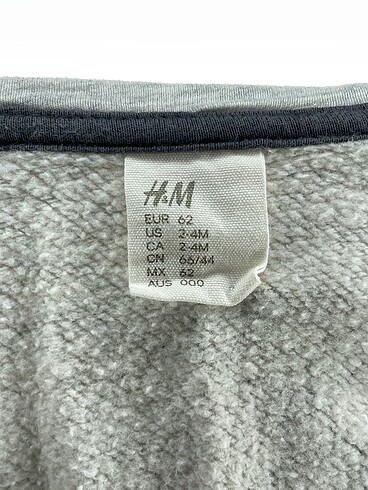 H&M
EUR 62
US 2-4M
CA 2-4M
CN 66/44
MX 62
AUS 000